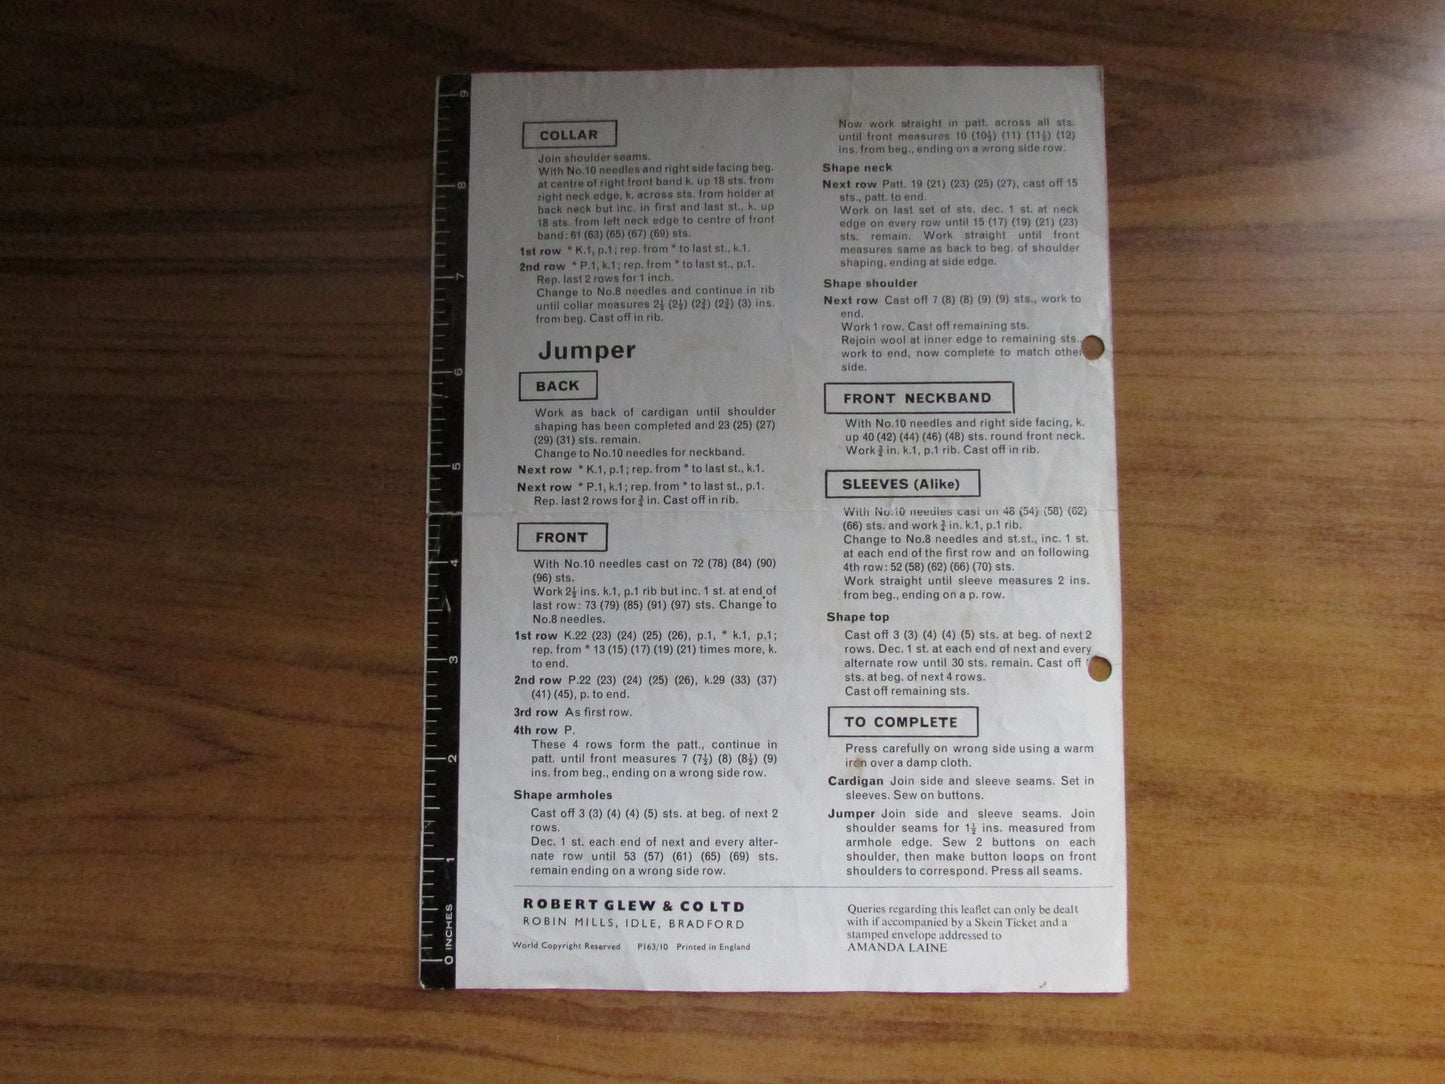 COLLAR
Join shoulder seams.
With No.10 needles and right side facing beg.
at centre of right front band k. up 18 sts. from
right neck edge, k. across sts. from holder at
back neck but inc. in first and last st., k. up
18 sts. from left neck edge to centre of front
band: 61 (63) (65) (67) (69) sts.
1st row * K.1, p.1; rep. from * to last st., k.1.
2nd row * P.1, k.1; rep. from * to last st., p.1.
Rep. last 2 rows for 1 inch.
Change to No.8 needles and continue in rib
until collar measures 2¼ (2½) (2¾) (2¾) (3) ins.
from beg. Cast off in rib.
Jumper
BACK
Work as back of cardigan until shoulder
shaping has been completed and 23 (25) (27)
(29) (31) sts. remain.
Change to No.10 needles for neckband.
Next row * K.1, p.1; rep. from * to last st., k.1.
Next row * P.1, k.1; rep. from * to last st., p.1.
Rep. last 2 rows for ¾ in. Cast off in rib.
FRONT
With No.10 needles cast on 72 (78) (84) (90)
(96) sts.
Work 2½ ins. k.1, p.1 rib but inc. 1 st. at end of
last row: 73 (79) (85) (91) (97) sts. Change to
No.8 needles.
1st row K.22 (23) (24) (25) (26), p.1, * k.1, p.1;
rep. from * 13 (15) (17) (19) (21) times more, k.
to end.
2nd row P.22 (23) (24) (25) (26), k.29 (33) (37)
(41) (45), p. to end.
3rd row As first row.
4th row P.
These 4 rows form the patt., continue in
patt. until front measures 7 (7½) (8) (8½) (9)
ins. from beg., ending on a wrong side row.
Shape armholes
Cast off 3 (3) (4) (4) (5) sts. at beg. of next 2
rows.
Dec. 1 st. each end of next and every alter-
nate row until 53 (57) (61) (65) (69) sts.
remain ending on a wrong side row.
Now work straight in patt. across all sts.
until front measures 10 (10½) (11) (11½) (12)
ins. from beg., ending on a wrong side row.
Shape neck
Next row Patt. 19 (21) (23) (25) (27), cast off 15
sts., patt. to end.
Work on last set of sts. dec. 1 st. at neck
edge on every row until 15 (17) (19) (21) (23)
sts. remain. Work straight until front
measures same as back to beg. of shoulder
shaping, ending at side edge.
Shape shoulder
Next row Cast off 7 (8) (8) (9) (9) sts., work to
end.
Work 1 row. Cast off remaining sts.
Rejoin wool at inner edge to remaining sts.,
work to end, now complete to match other
side.
FRONT NECKBAND
With No.10 needles and right side facing, k.
up 40 (42) (44) (46) (48) sts. round front neck.
Work ¾ in. k.1, p.1 rib. Cast off in rib.
SLEEVES (Alike)
With No.10 needles cast on 48 (54) (58) (62)
(66) sts. and work ¾ in. k.1, p.1 rib.
Change to No.8 needles and st.st., inc. 1 st.
at each end of the first row and on following
4th row: 52 (58) (62) (66) (70) sts.
Work straight until sleeve measures 2 ins.
from beg., ending on a p. row.
Shape top
Cast off 3 (3) (4) (4) (5) sts. at beg. of next 2
rows. Dec. 1 st. at each end of next and every
alternate row until 30 sts. remain. Cast off
sts. at beg. of next 4 rows.
Cast off remaining sts.
TO COMPLETE
Press carefully on wrong side using a warm
iron over a damp cloth.
Cardigan Join side and sleeve seams. Set in
sleeves. Sew on buttons.
Jumper Join side and sleeve seams. Join
shoulder seams for 1½ ins. measured from
armhole edge. Sew 2 buttons on each
shoulder, then make button loops on front
shoulders to correspond. Press all seams.
ROBERT GLEW & CO LTD
ROBIN MILLS, IDLE, BRADFORD
World Copyright Reserved P163/10 Printed in England
Queries regarding this leaflet can only be dealt
with if accompanied by a Skein Ticket and a
stamped envelope addressed to
AMANDA LAINE
0 INCHES 1 2 3 4 5 6 7 8 9